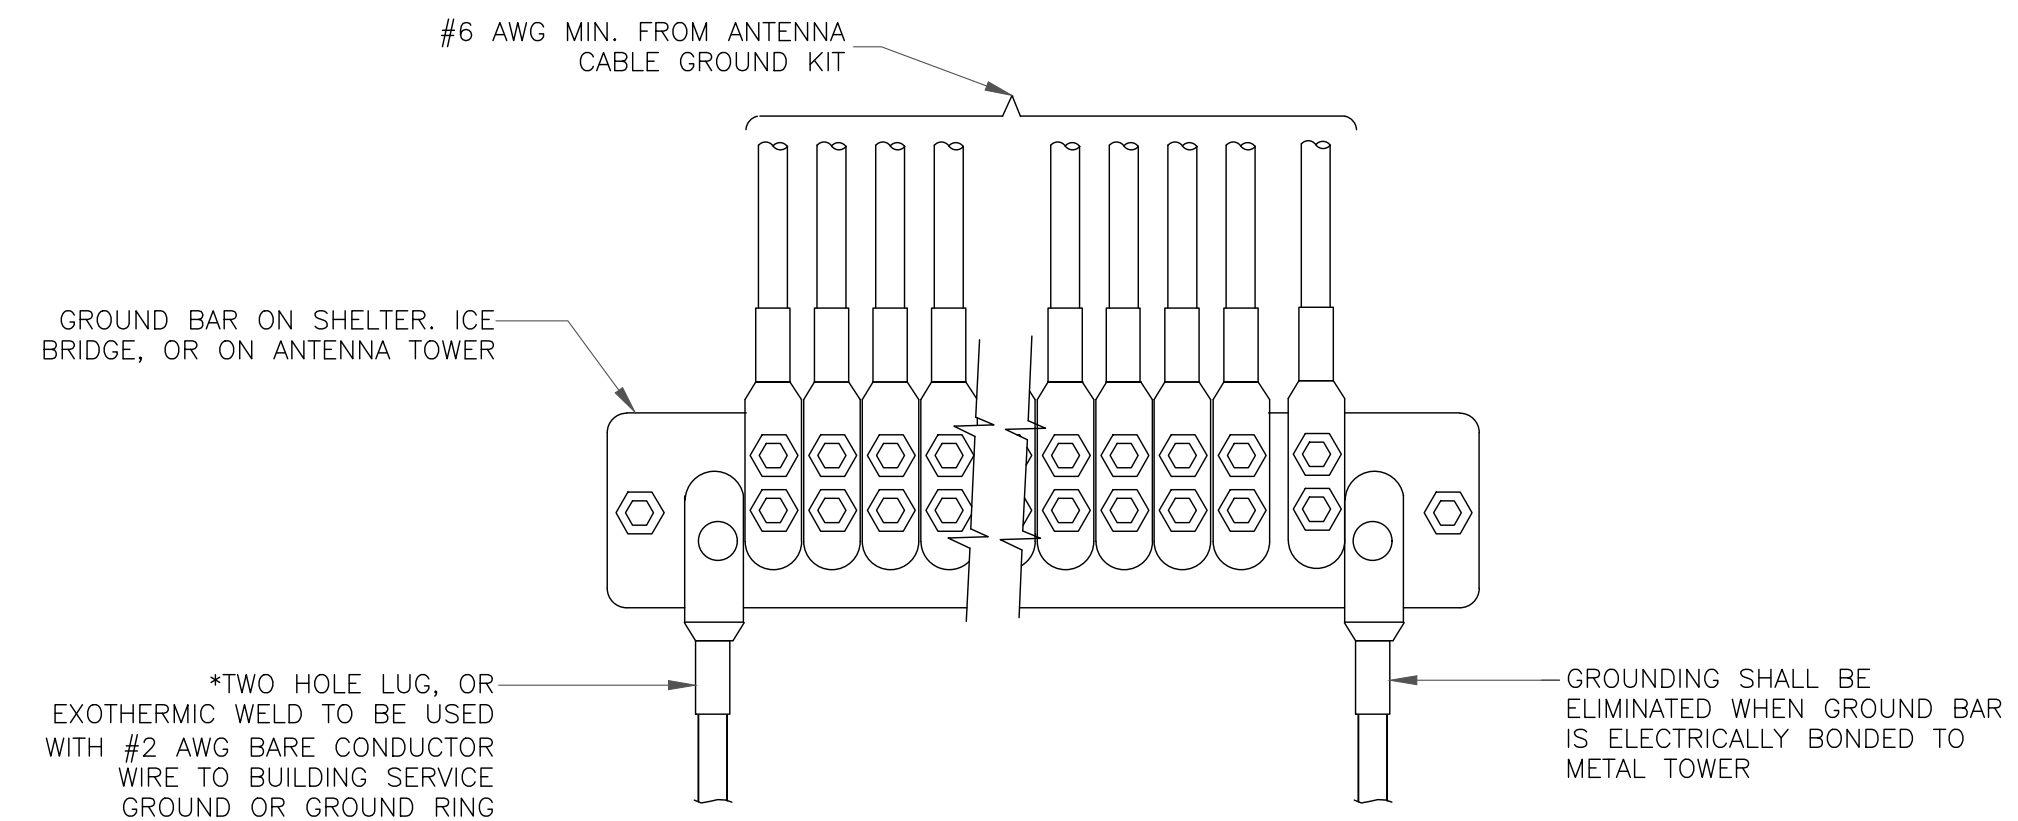 #6 AWG MIN. FROM ANTENNA
CABLE GROUND KIT
GROUND BAR ON SHELTER. ICE
BRIDGE, OR ON ANTENNA TOWER
*TWO HOLE LUG, OR
EXOTHERMIC WELD TO BE USED
WITH #2 AWG BARE CONDUCTOR
WIRE TO BUILDING SERVICE
GROUND OR GROUND RING
GROUNDING SHALL BE
ELIMINATED WHEN GROUND BAR
IS ELECTRICALLY BONDED TO
METAL TOWER